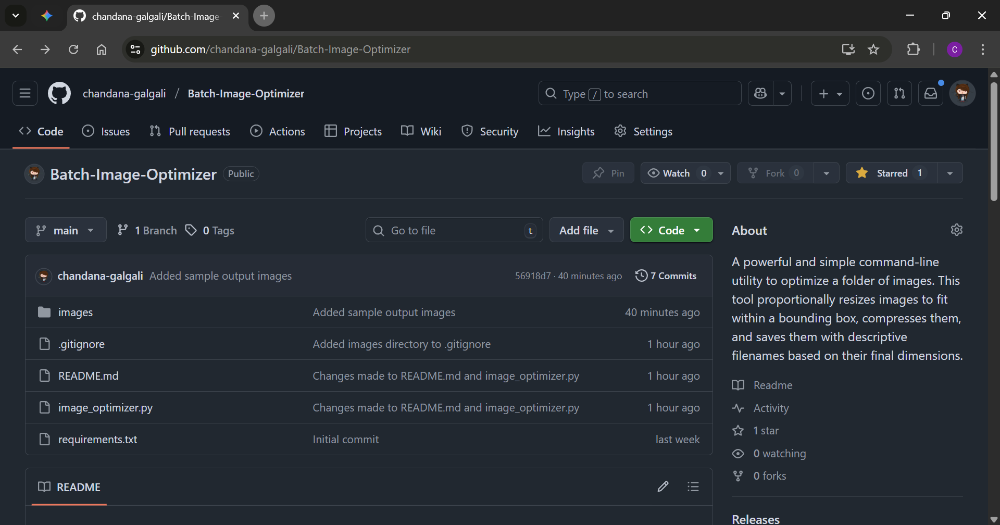 chandana-galgali/Batch-Image-
github.com/chandana-galgali/Batch-Image-Optimizer
C
chandana-galgali / Batch-Image-Optimizer
Type / to search
Code Issues Pull requests Actions Projects Wiki Security Insights Settings
Batch-Image-Optimizer Public
Pin Watch 0 Fork 0 Starred 1
main 1 Branch 0 Tags Go to file t Add file Code
chandana-galgali Added sample output images 56918d7 · 40 minutes ago 7 Commits
images Added sample output images 40 minutes ago
.gitignore Added images directory to .gitignore 1 hour ago
README.md Changes made to README.md and image_optimizer.py 1 hour ago
image_optimizer.py Changes made to README.md and image_optimizer.py 1 hour ago
requirements.txt Initial commit last week
README
About
A powerful and simple command-line
utility to optimize a folder of images. This
tool proportionally resizes images to fit
within a bounding box, compresses them,
and saves them with descriptive
filenames based on their final dimensions.
Readme
Activity
1 star
0 watching
0 forks
Releases